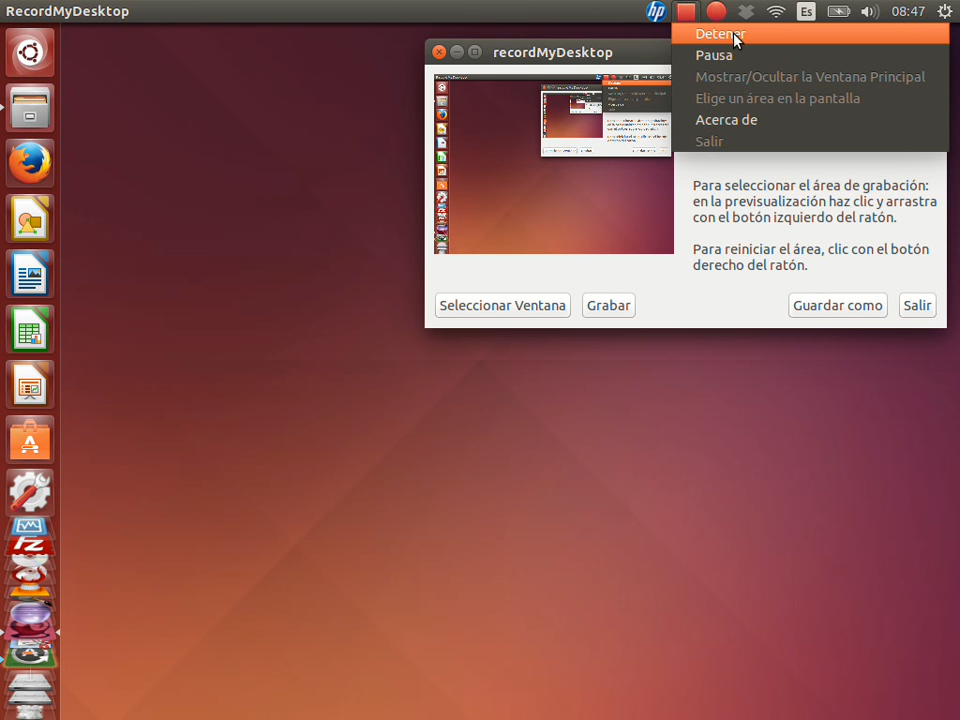 RecordMyDesktop
hp
Es
08:47
Detener
Pausa
Mostrar/Ocultar la Ventana Principal
Elige un área en la pantalla
Acerca de
Salir
recordMyDesktop
Para seleccionar el área de grabación:
en la previsualización haz clic y arrastra
con el botón izquierdo del ratón.
Para reiniciar el área, clic con el botón
derecho del ratón.
Seleccionar Ventana
Grabar
Guardar como
Salir